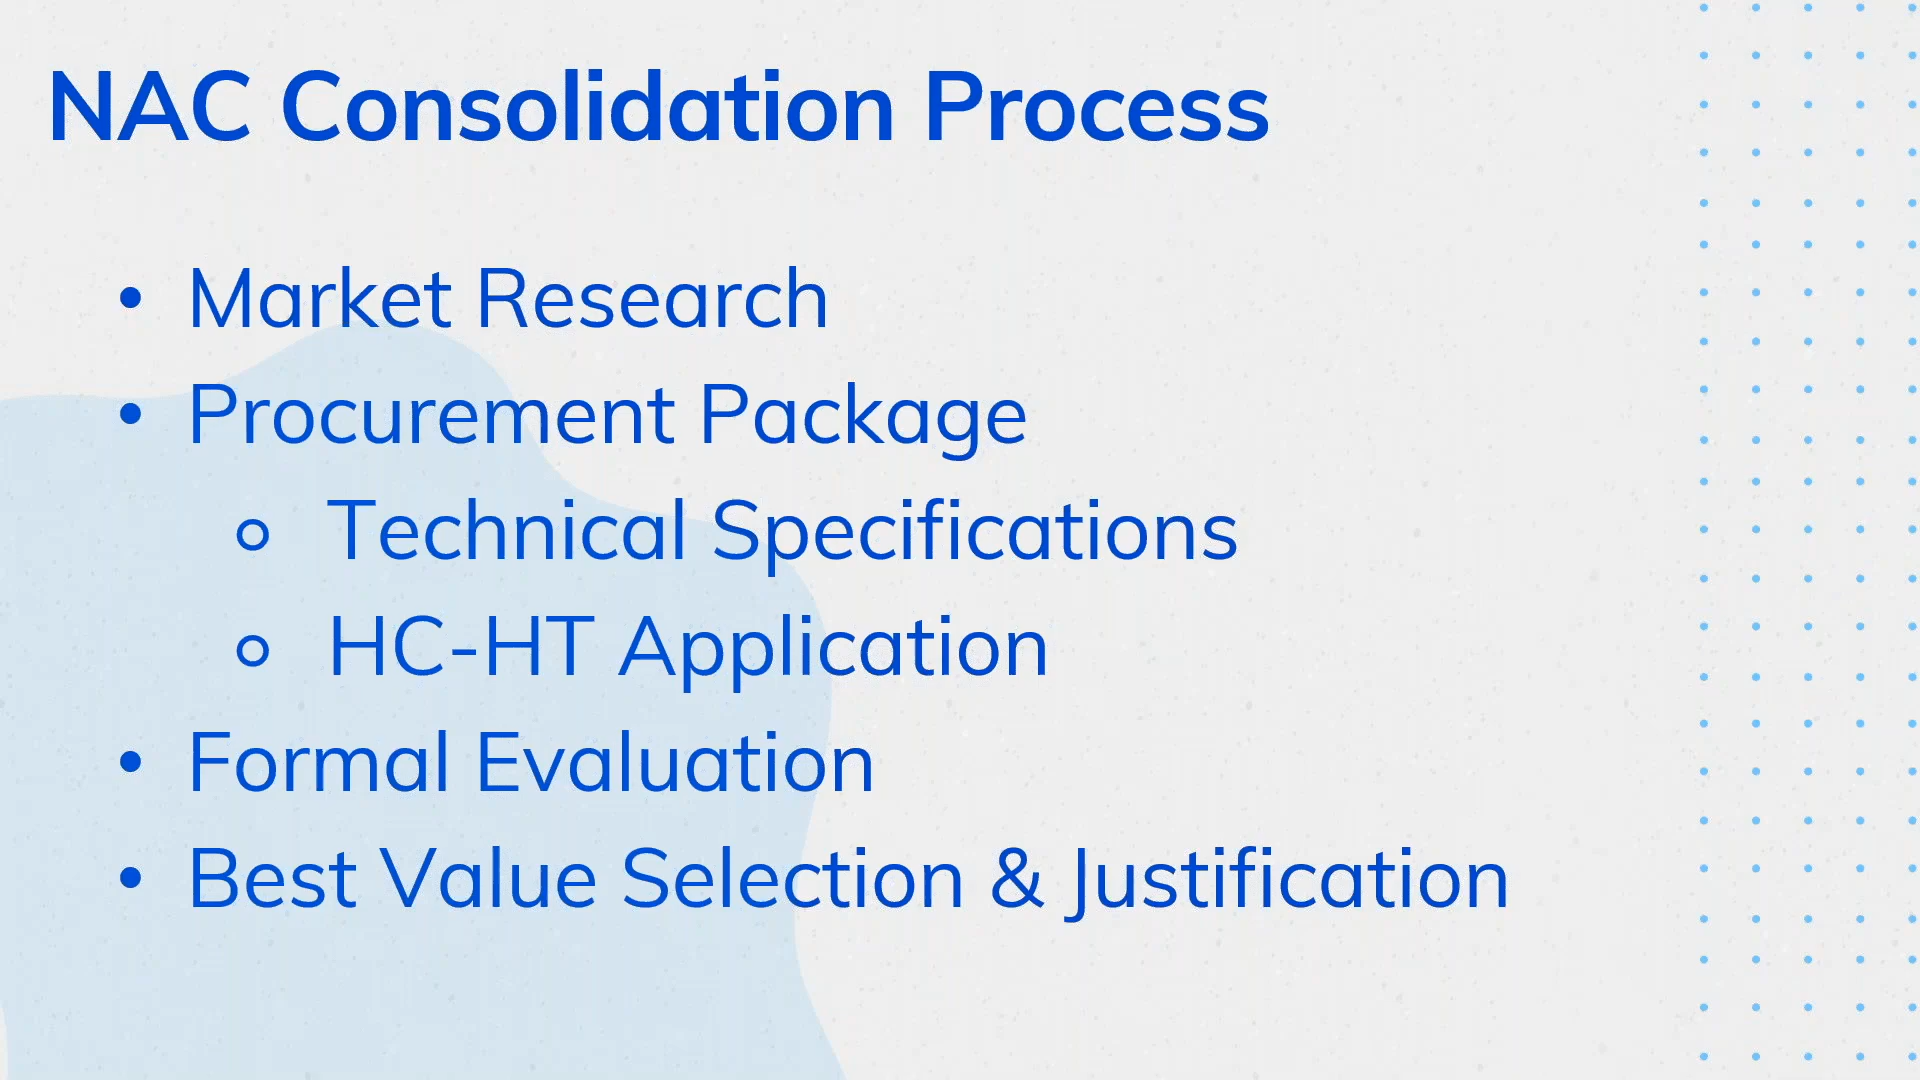 NAC Consolidation Process
• Market Research
• Procurement Package
○ Technical Specifications
○ HC-HT Application
• Formal Evaluation
• Best Value Selection & Justification